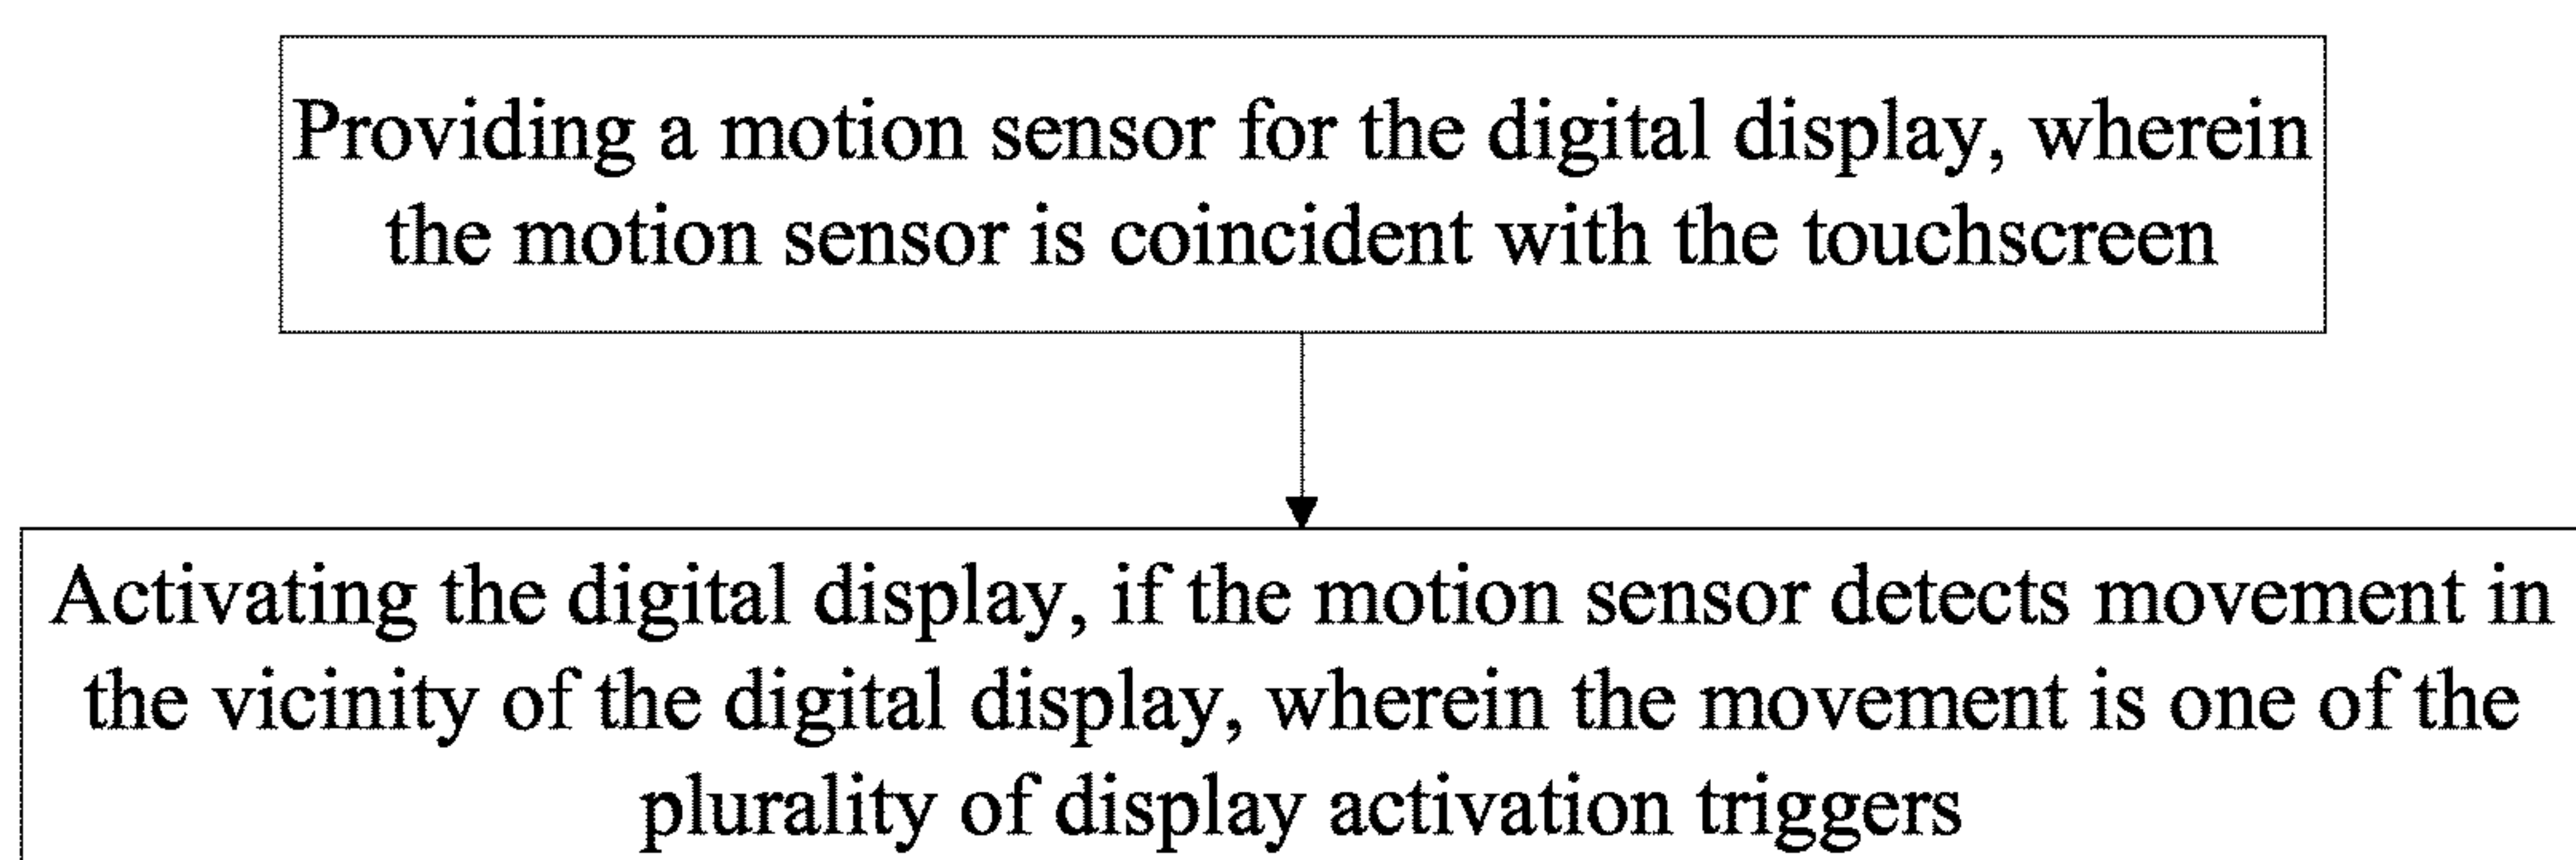 Providing a motion sensor for the digital display, wherein
the motion sensor is coincident with the touchscreen
Activating the digital display, if the motion sensor detects movement in
the vicinity of the digital display, wherein the movement is one of the
plurality of display activation triggers